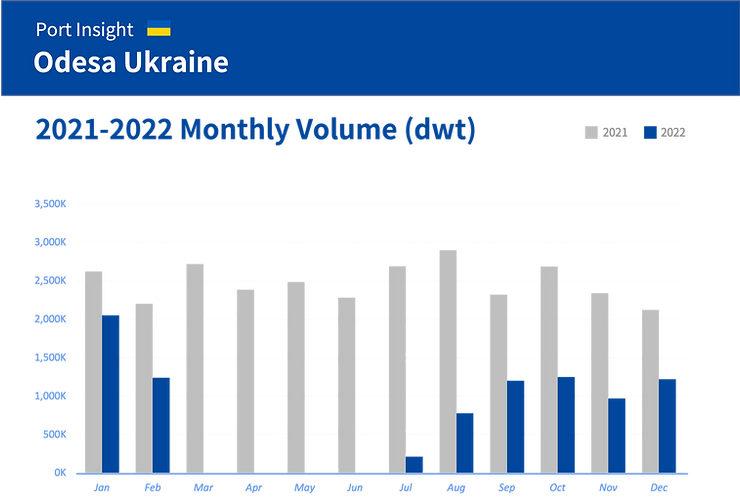 Port Insight
Odesa Ukraine
2021-2022 Monthly Volume (dwt)
2021 2022
3,500K
3,000K
2,500K
2,000K
1,500K
1,000K
500K
0K
Jan Feb Mar Apr May Jun Jul Aug Sep Oct Nov Dec